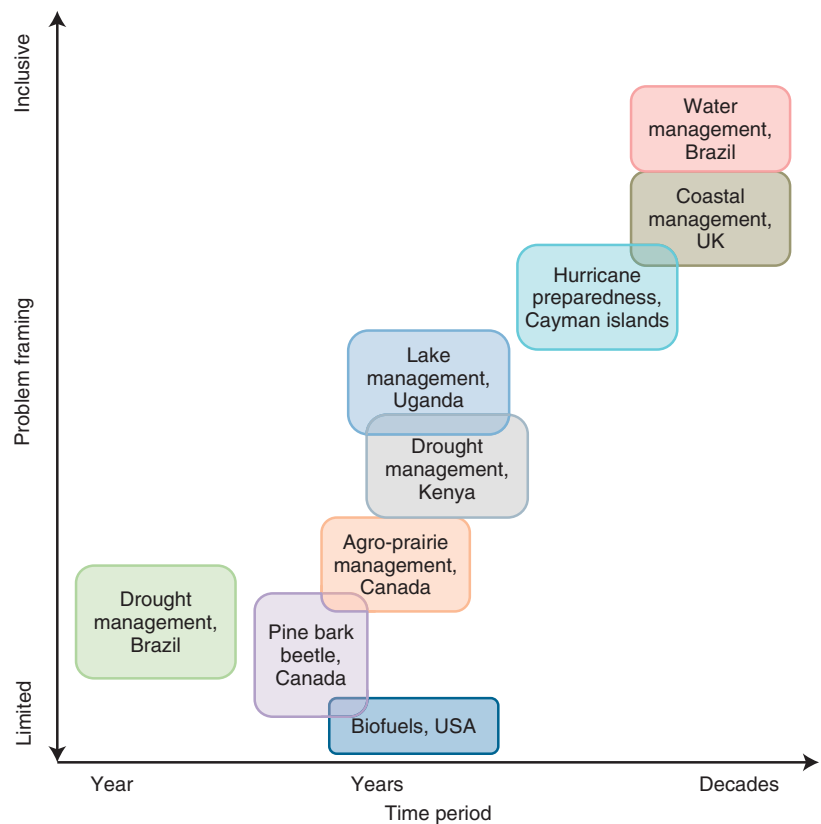 Inclusive
Problem framing
Limited
Water
management,
Brazil
Coastal
management,
UK
Hurricane
preparedness,
Cayman islands
Lake
management,
Uganda
Drought
management,
Kenya
Agro-prairie
management,
Canada
Drought
management,
Brazil
Pine bark
beetle,
Canada
Biofuels, USA
Year
Years
Decades
Time period